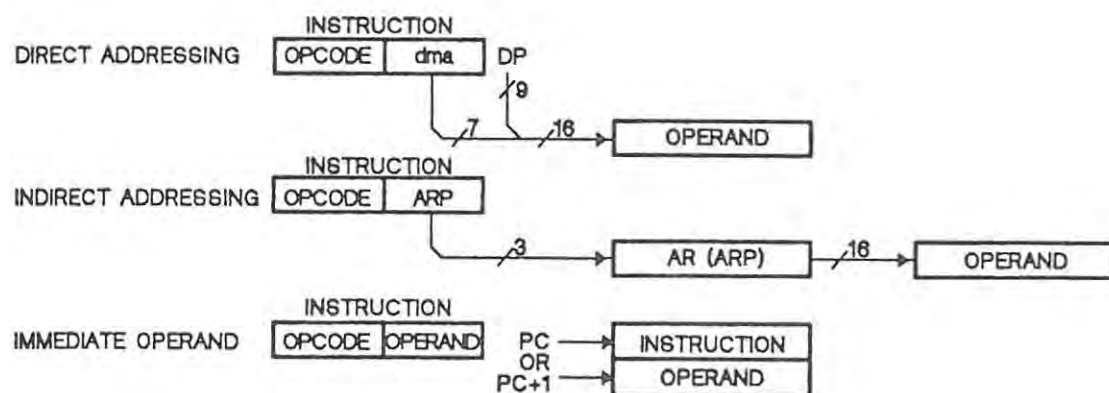 INSTRUCTION
DIRECT ADDRESSING OPCODE dma DP
9
7 16 OPERAND
INSTRUCTION
INDIRECT ADDRESSING OPCODE ARP
3 AR (ARP) 16 OPERAND
INSTRUCTION
IMMEDIATE OPERAND OPCODE OPERAND PC INSTRUCTION
OR
PC+1 OPERAND